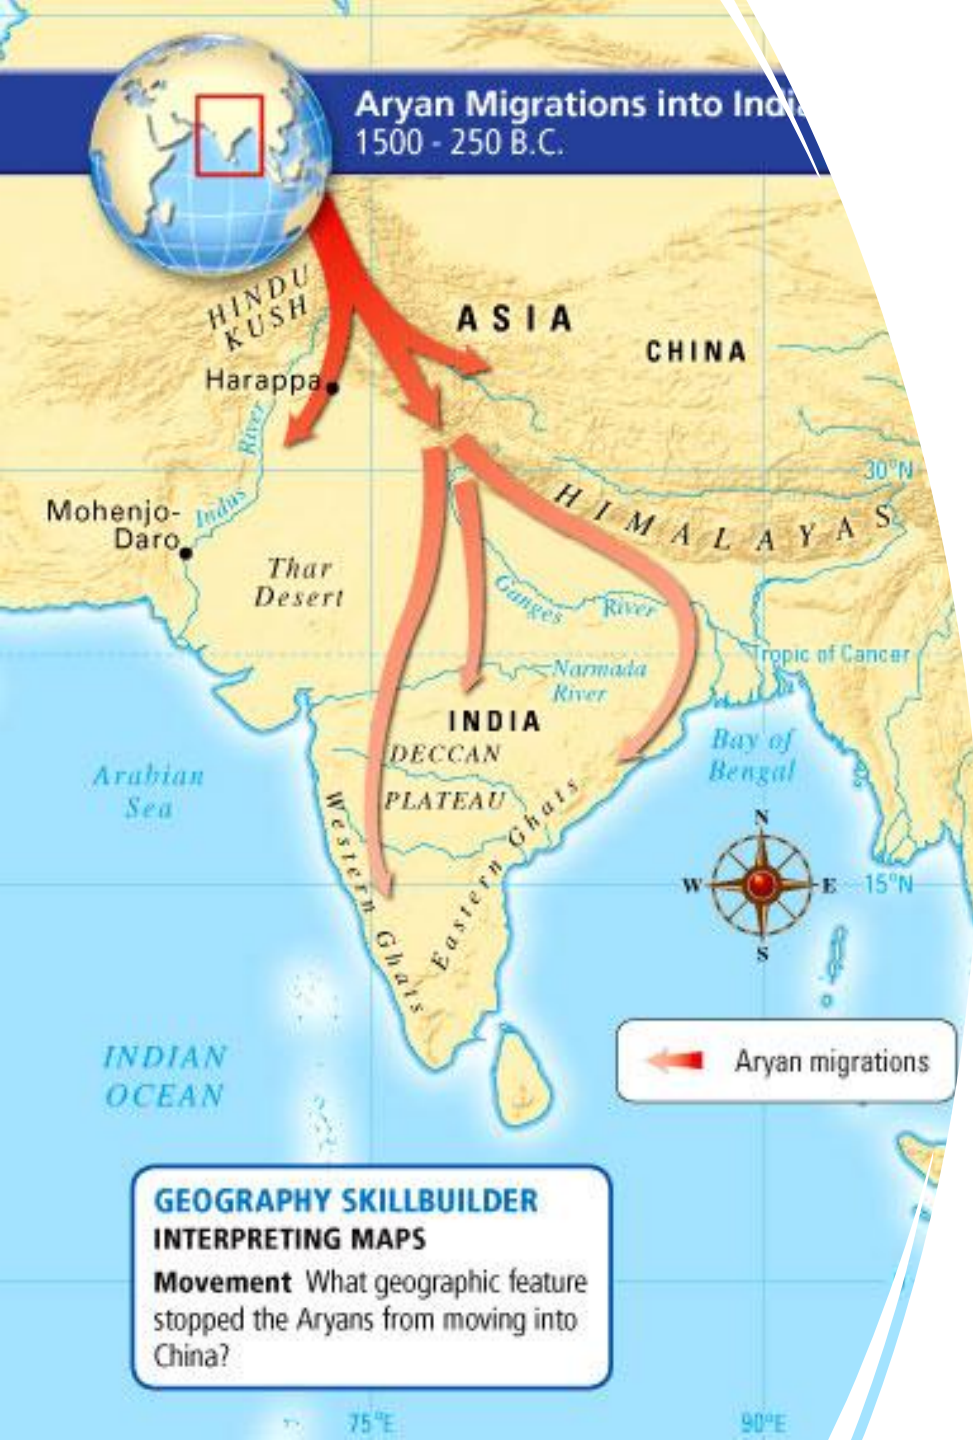 Aryan Migrations into India
1500 - 250 B.C.
HINDU
KUSH
ASIA
CHINA
Harappa
Indus River
30°N
Mohenjo-
Daro
HIMALAYAS
Thar
Desert
Ganges River
Tropic of Cancer
Narmada
River
INDIA
DECCAN
PLATEAU
Bay of
Bengal
Arabian
Sea
Western Ghats
Eastern Ghats
N
W
E
S
15°N
INDIAN
OCEAN
Aryan migrations
GEOGRAPHY SKILLBUILDER
INTERPRETING MAPS
Movement What geographic feature
stopped the Aryans from moving into
China?
75°E
90°E